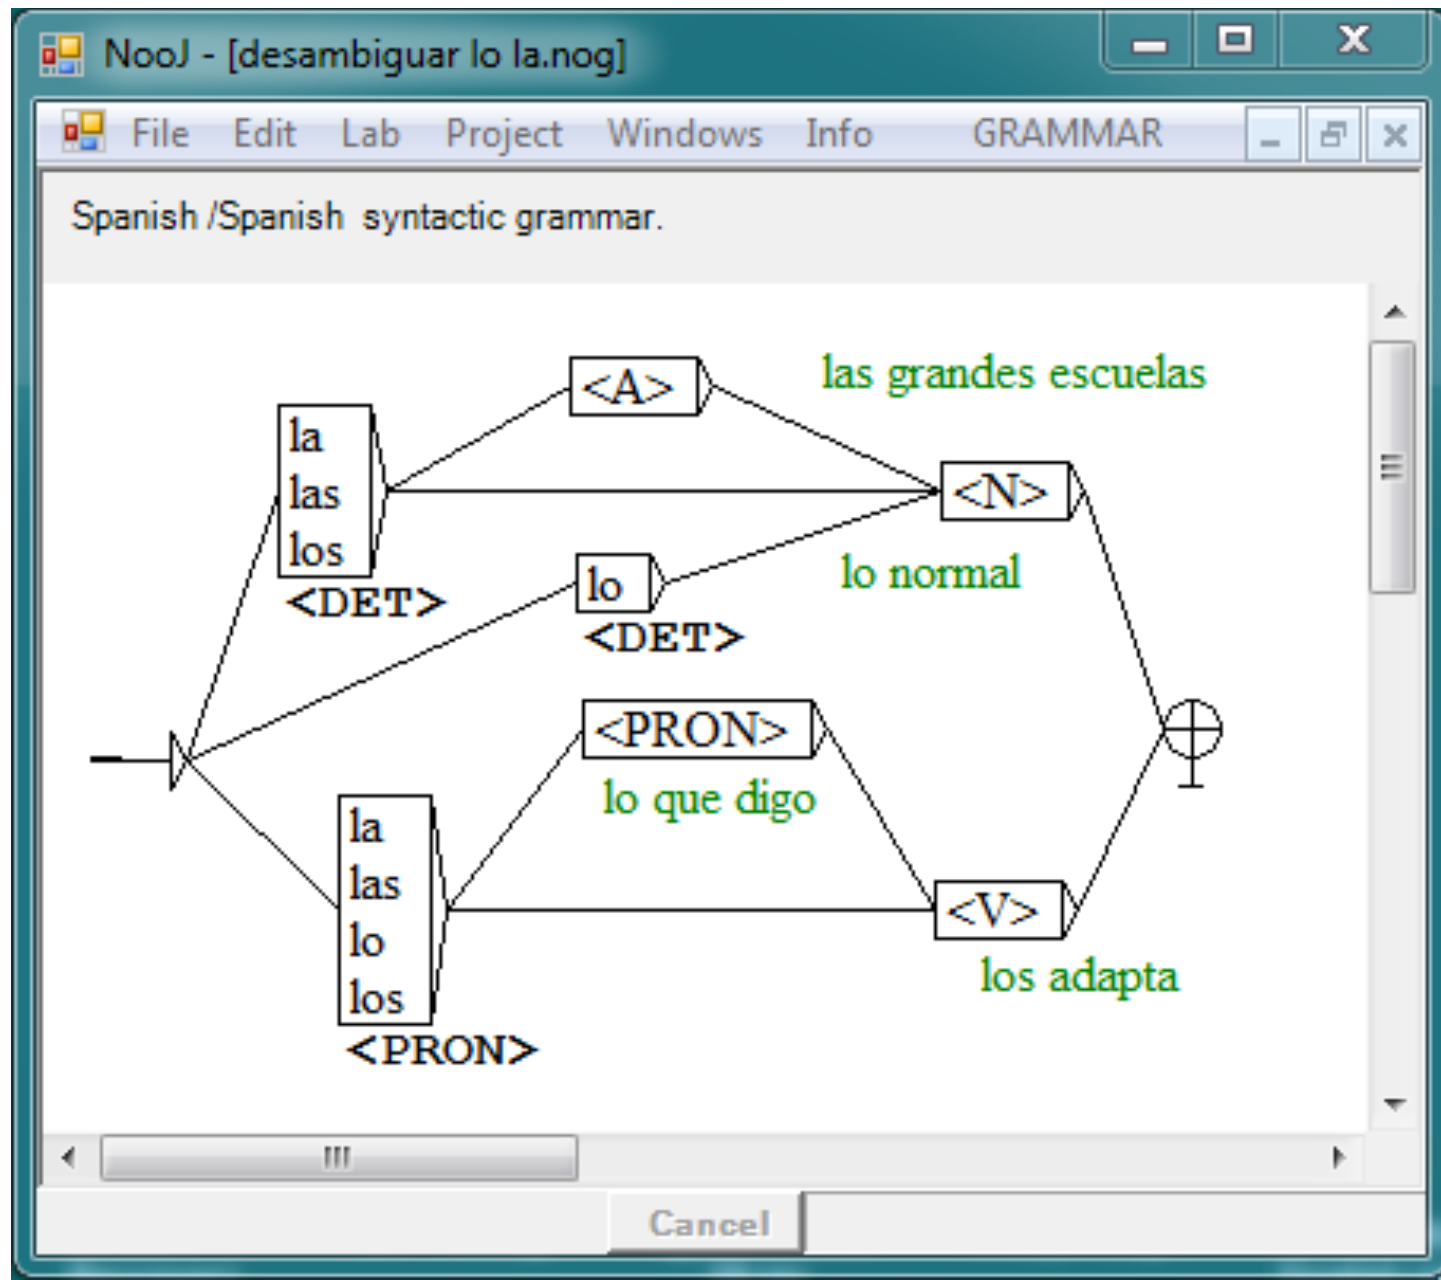 NooJ - [desambiguar lo la.nog]
File Edit Lab Project Windows Info GRAMMAR
Spanish /Spanish syntactic grammar.
<A>
las grandes escuelas
la
las
los
<DET>
<N>
lo
<DET>
lo normal
<PRON>
lo que digo
la
las
lo
los
<PRON>
<V>
los adapta
Cancel